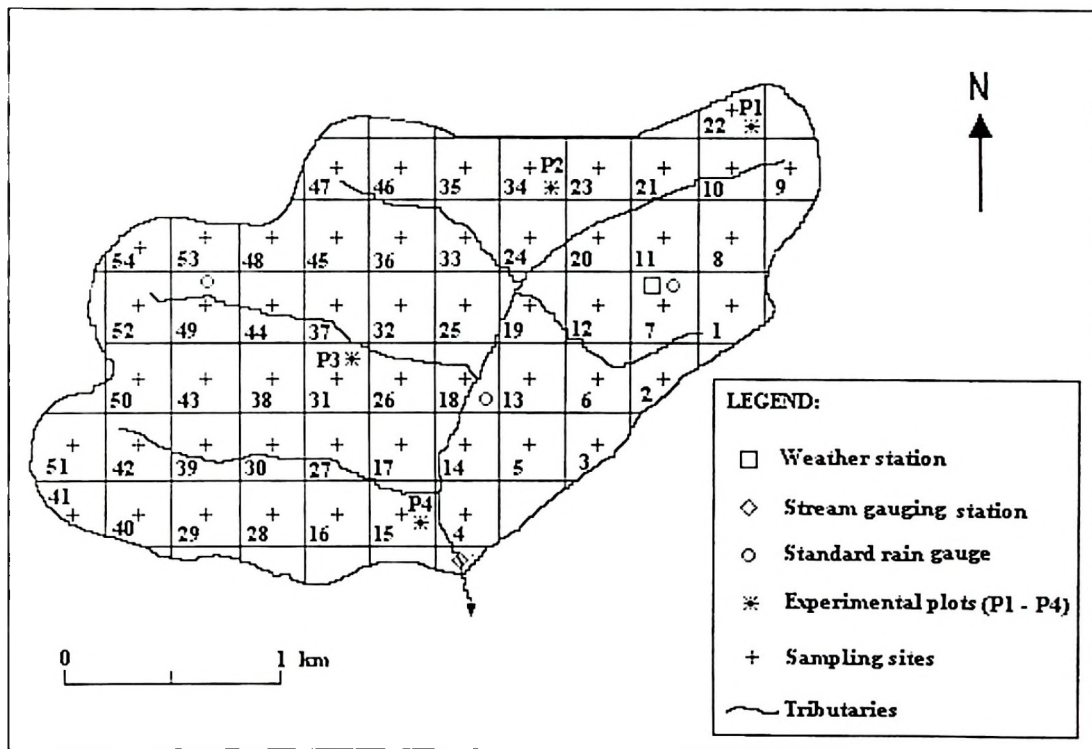 N
P1
22
P2
47 46 35 34 23 21 10 9
54 53 48 45 36 33 24 20 11 8
52 49 44 37 32 25 19 12 7 1
P3
50 43 38 31 26 18 13 6 2
51 42 39 30 27 17 14 5 3
41 P4
40 29 28 16 15 4
0 1 km
LEGEND:
Weather station
Stream gauging station
Standard rain gauge
Experimental plots (P1 - P4)
Sampling sites
Tributaries